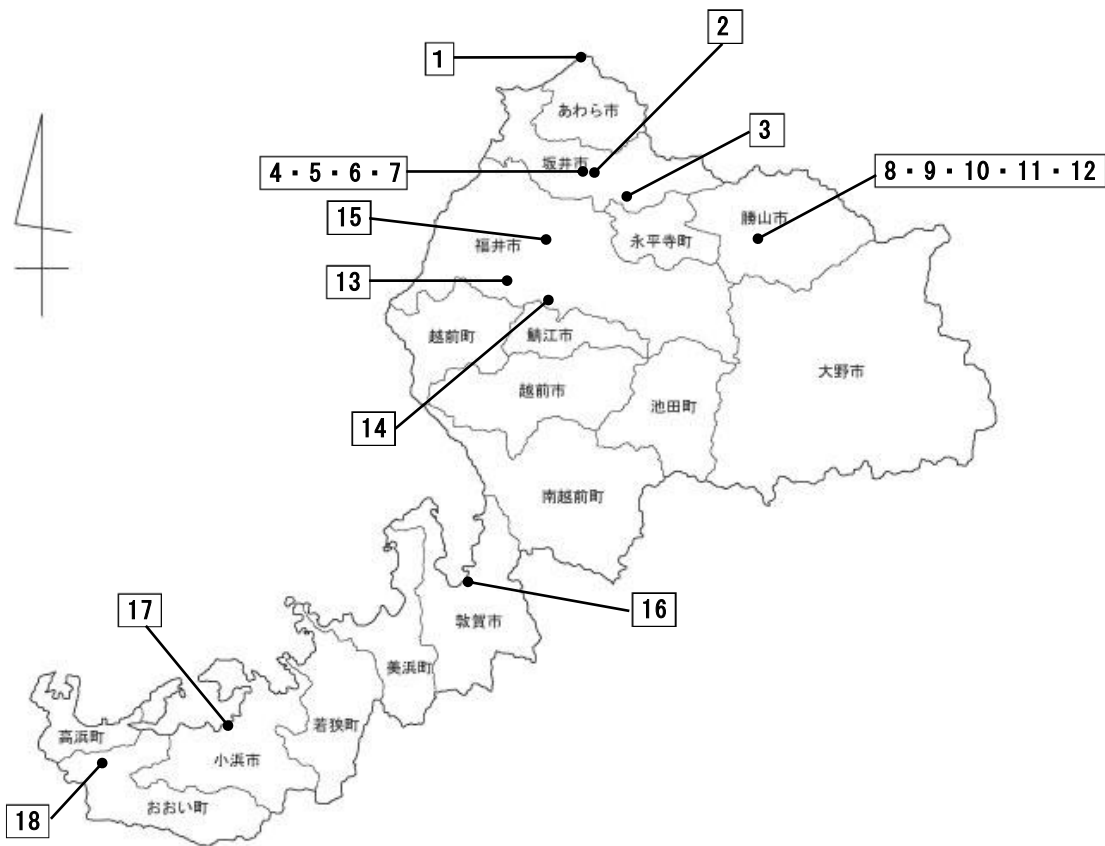 2
1
あわら市
3
坂井市
4・5・6・7
8・9・10・11・12
15
勝山市
福井市
永平寺町
13
越前町
鯖江市
大野市
越前市
池田町
14
南越前町
17
16
敦賀市
美浜町
若狭町
高浜町
小浜市
おおい町
18